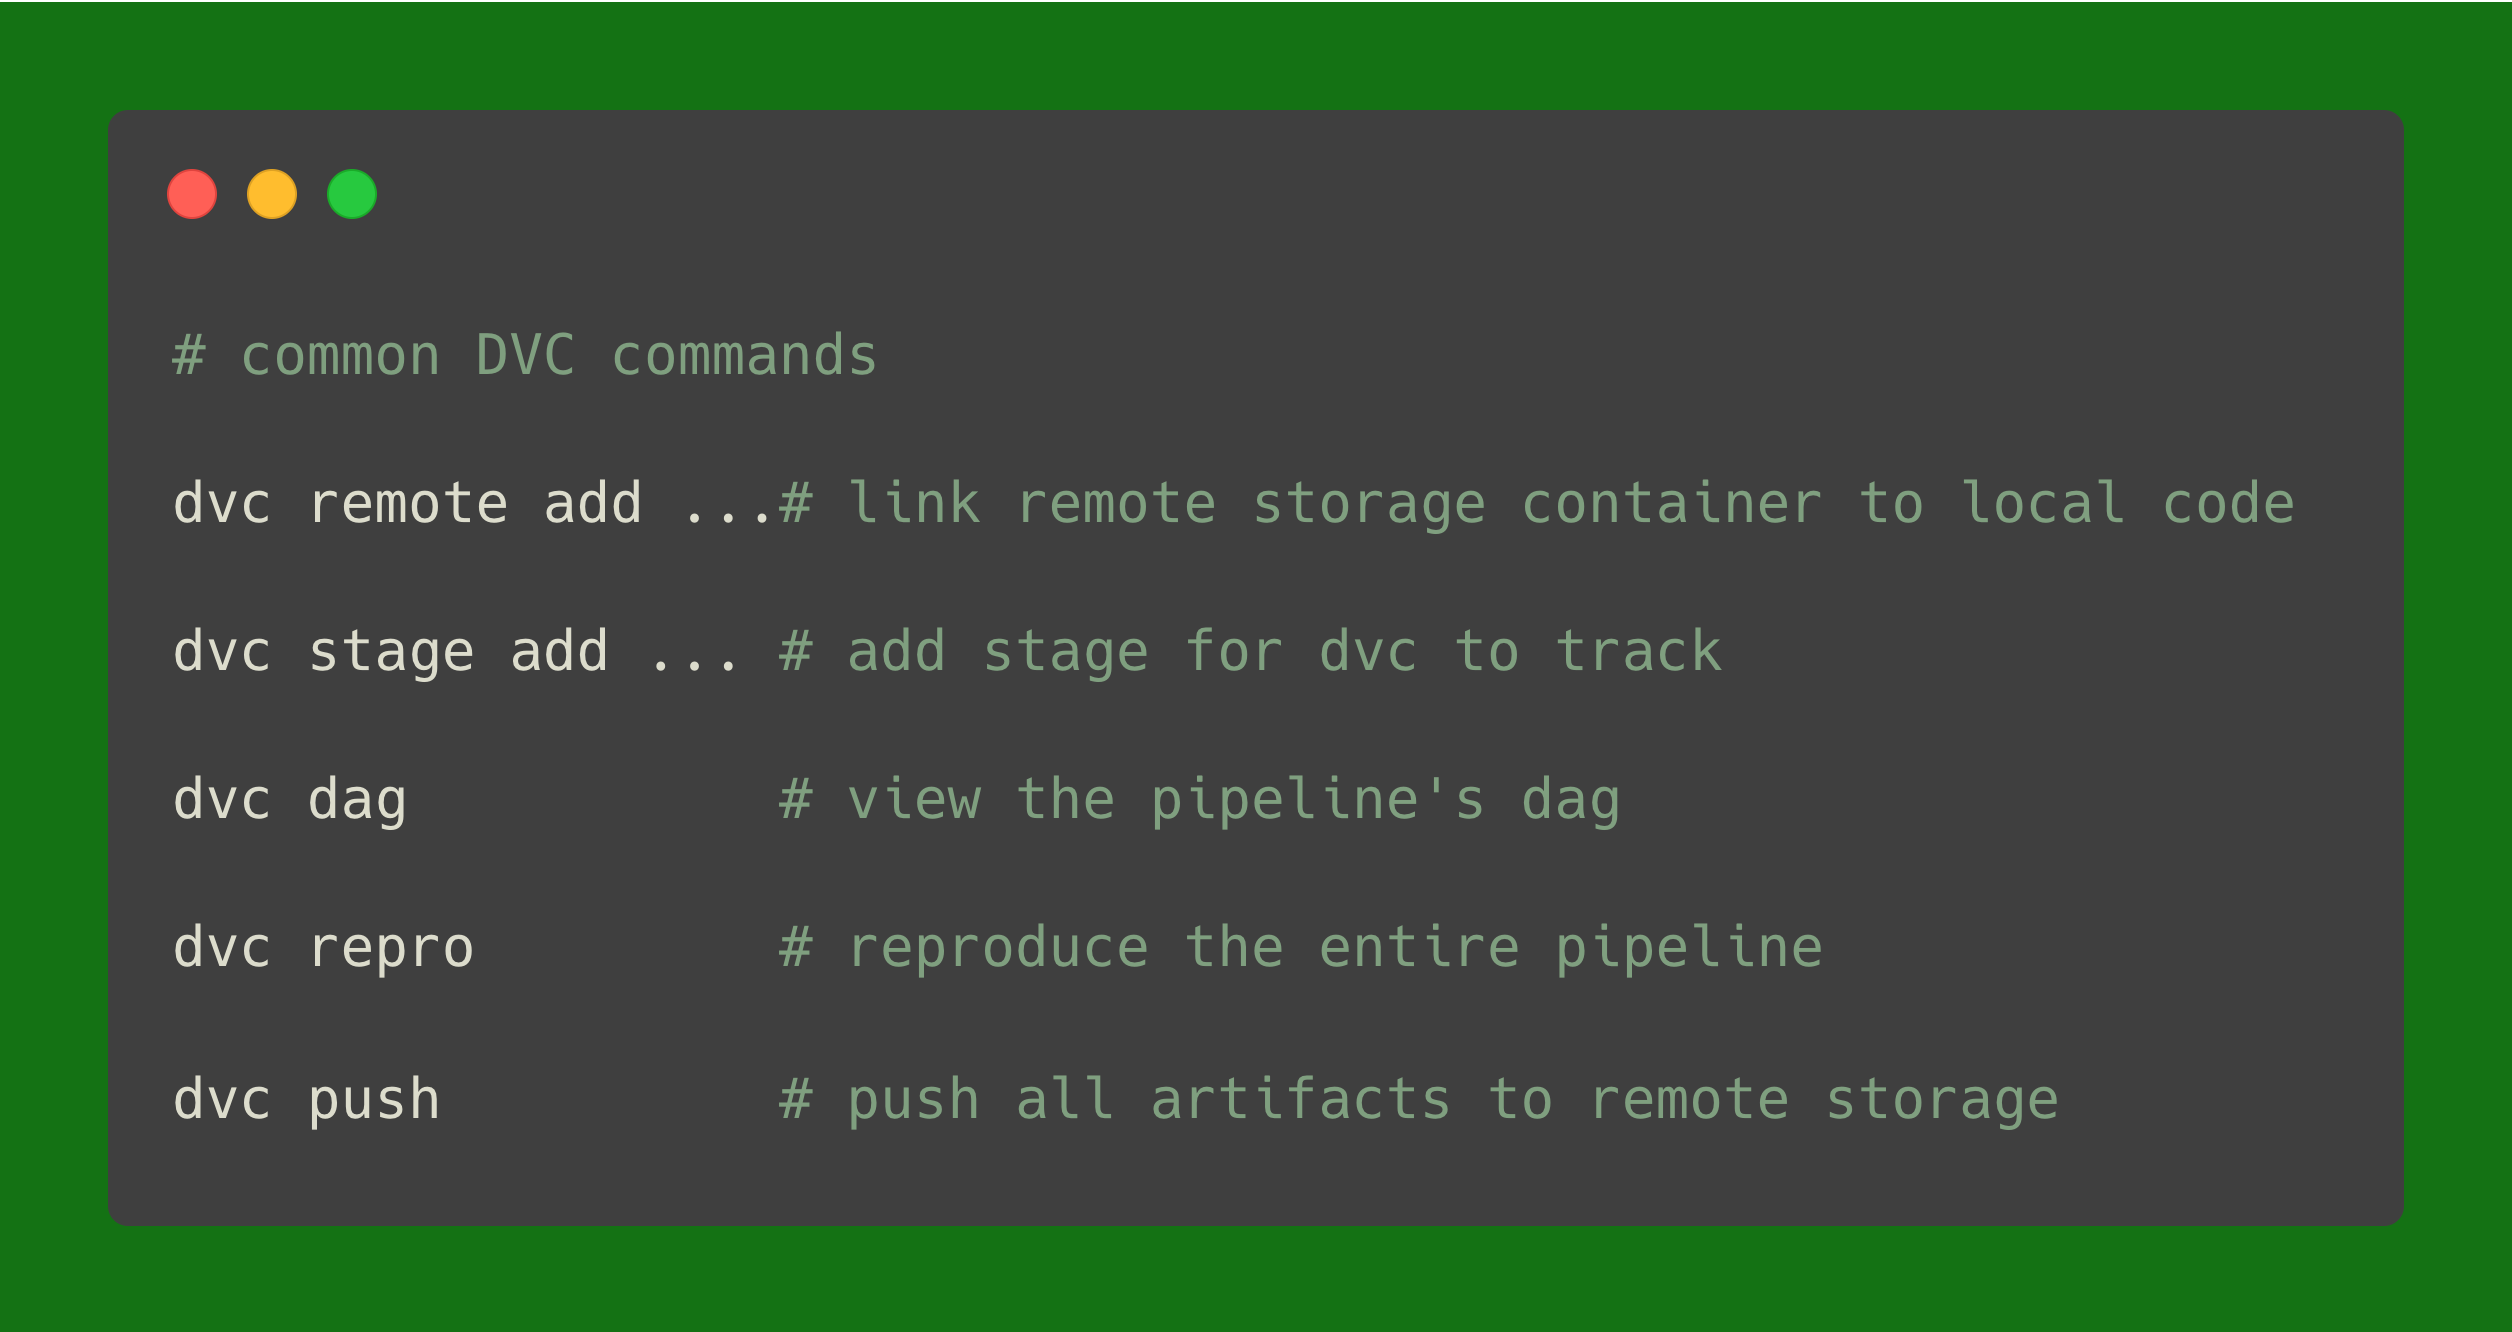 # common DVC commands
dvc remote add ...# link remote storage container to local code
dvc stage add ... # add stage for dvc to track
dvc dag           # view the pipeline's dag
dvc repro         # reproduce the entire pipeline
dvc push          # push all artifacts to remote storage